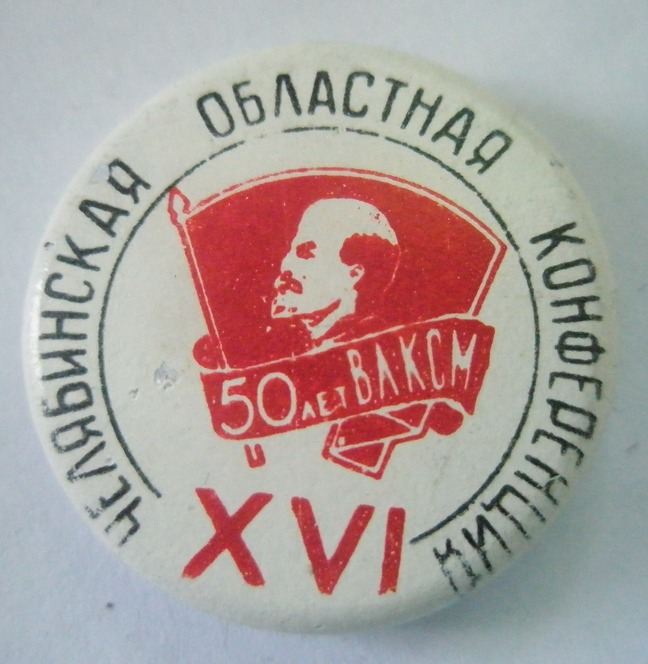 ЧЕЛЯБИНСКАЯ ОБЛАСТНАЯ КОНФЕРЕНЦИЯ
50 ЛЕТ ВЛКСМ
XVI